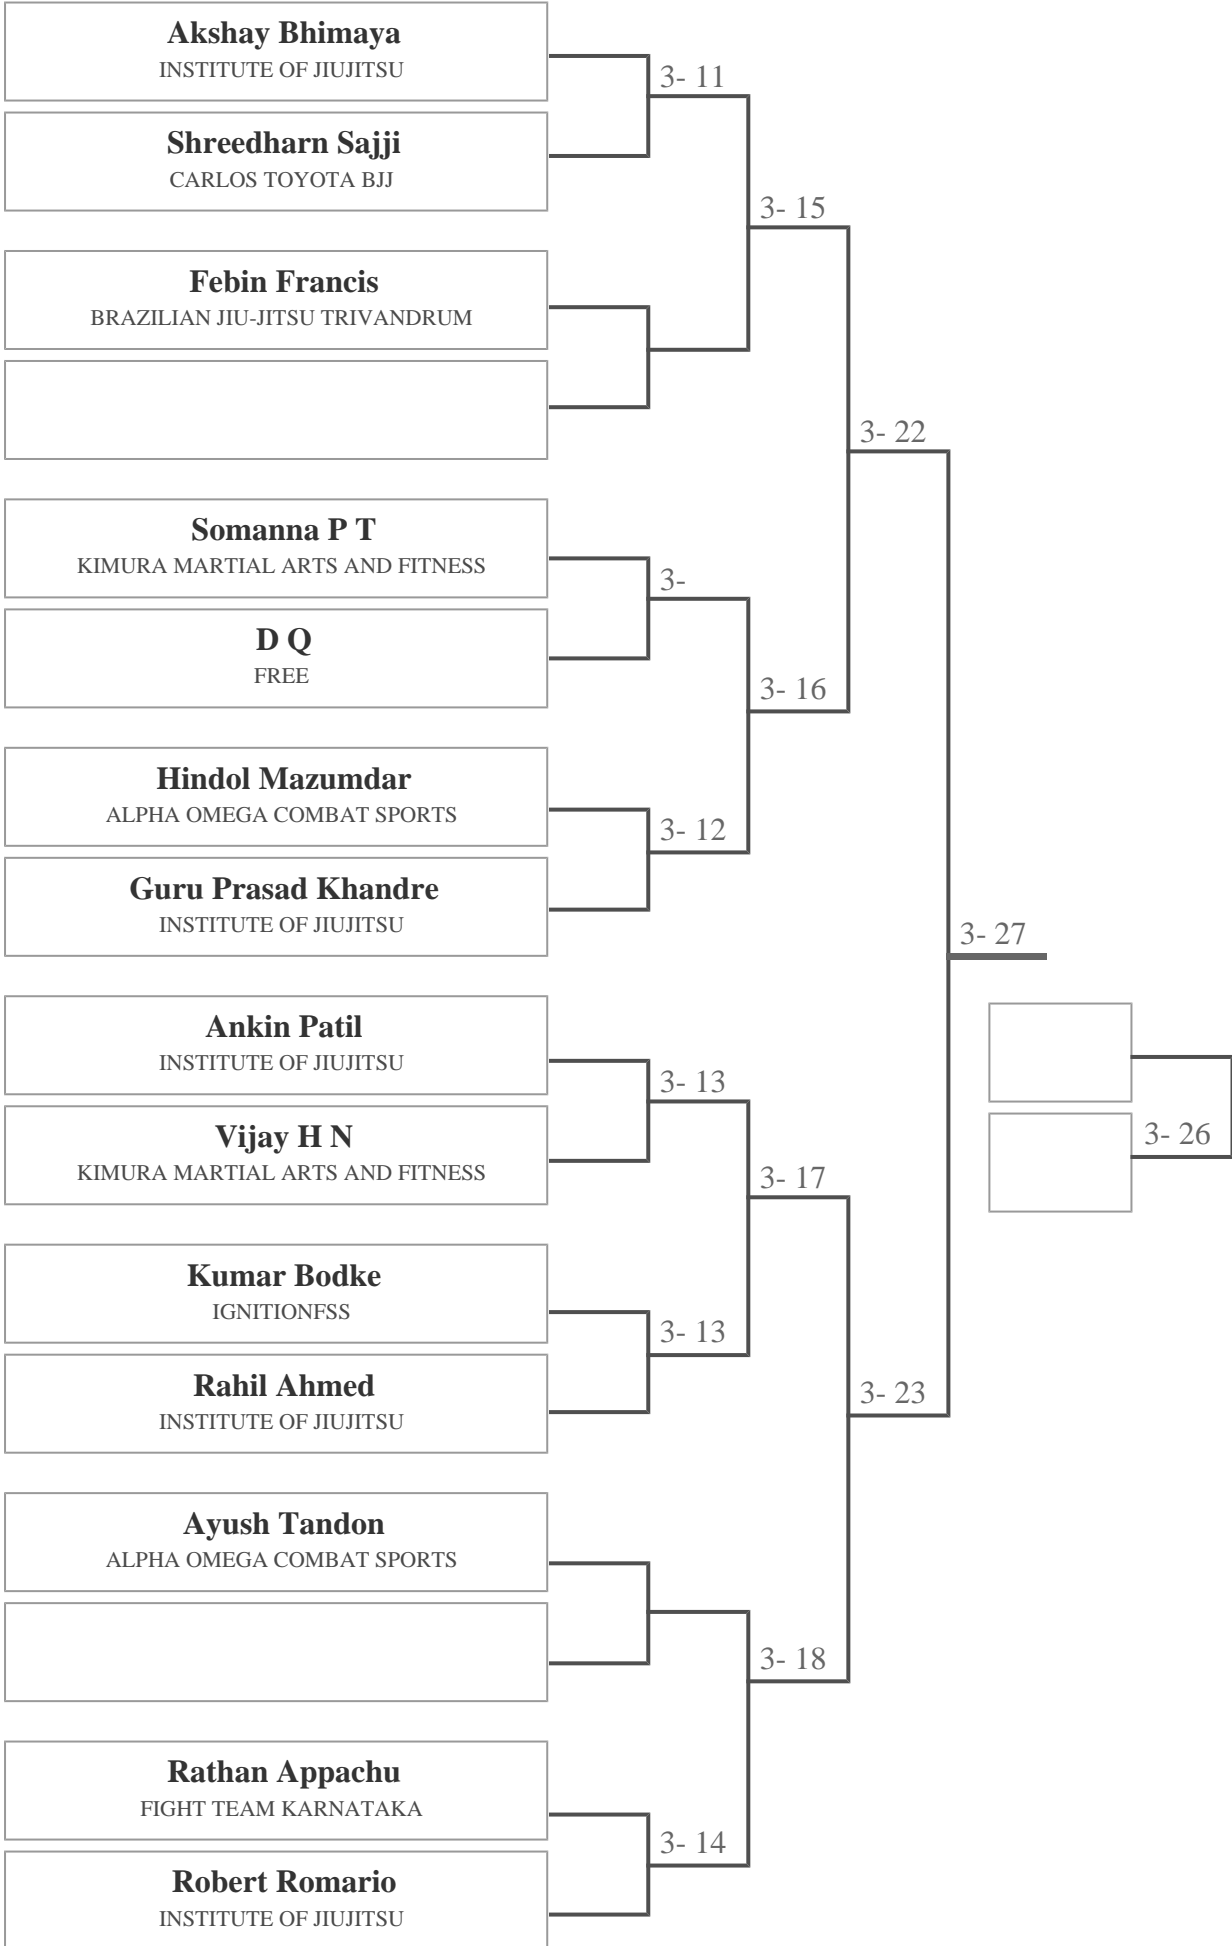 Akshay Bhimaya
INSTITUTE OF JIUJITSU
3- 11
Shreedharn Sajji
CARLOS TOYOTA BJJ
3- 15
Febin Francis
BRAZILIAN JIU-JITSU TRIVANDRUM
3- 22
Somanna P T
KIMURA MARTIAL ARTS AND FITNESS
3-
D Q
FREE
3- 16
Hindol Mazumdar
ALPHA OMEGA COMBAT SPORTS
3- 12
Guru Prasad Khandre
INSTITUTE OF JIUJITSU
3- 27
Ankin Patil
INSTITUTE OF JIUJITSU
3- 13
Vijay H N
KIMURA MARTIAL ARTS AND FITNESS
3- 26
3- 17
Kumar Bodke
IGNITIONFSS
3- 13
Rahil Ahmed
INSTITUTE OF JIUJITSU
3- 23
Ayush Tandon
ALPHA OMEGA COMBAT SPORTS
3- 18
Rathan Appachu
FIGHT TEAM KARNATAKA
3- 14
Robert Romario
INSTITUTE OF JIUJITSU